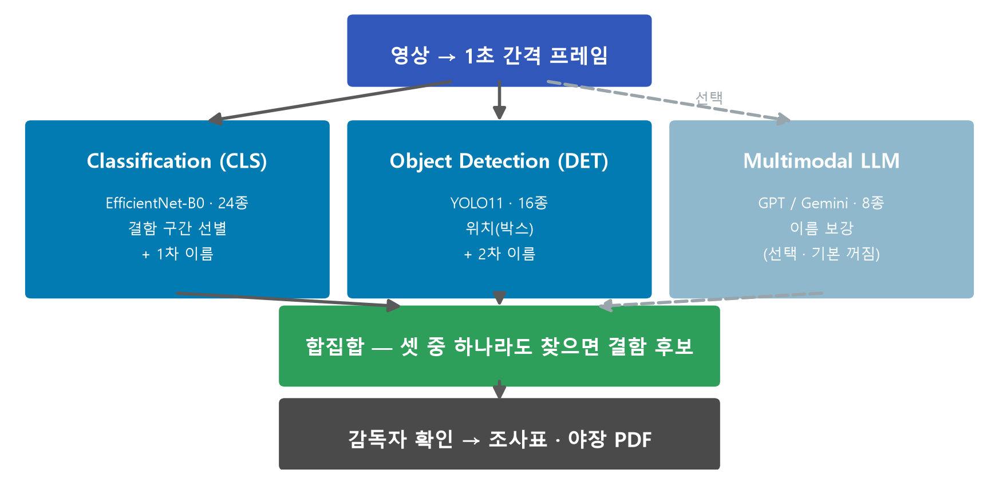 영상 → 1초 간격 프레임
선택
Classification (CLS)
EfficientNet-B0 · 24종
결함 구간 선별
+ 1차 이름
Object Detection (DET)
YOLO11 · 16종
위치(박스)
+ 2차 이름
Multimodal LLM
GPT / Gemini · 8종
이름 보강
(선택 · 기본 꺼짐)
합집합 — 셋 중 하나라도 찾으면 결함 후보
감독자 확인 → 조사표 · 야장 PDF